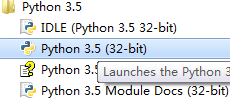 Python 3.5
IDLE (Python 3.5 32-bit)
Python 3.5 (32-bit)
Python 3.5
Launches the Python 3
Python 3.5 Module Docs (32-bit)